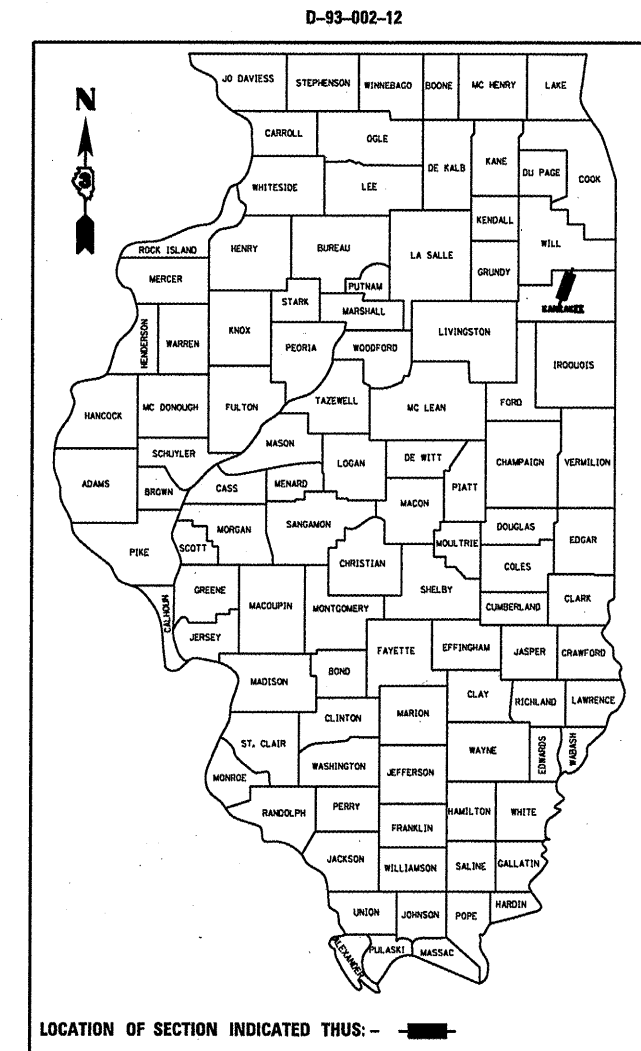 D-93-002-12
JO DAVIESS STEPHENSON WINNEBAGO BOONE MC HENRY LAKE
N
CARROLL OGLE
DE KALB KANE DU PAGE COOK
3
WHITESIDE LEE
KENDALL
ROCK ISLAND HENRY BUREAU LA SALLE WILL
MERCER PUTNAM GRUNDY
STARK MARSHALL KANKAKEE
HENDERSON WARREN KNOX PEORIA WOODFORD LIVINGSTON
IROQUOIS
HANCOCK MC DONOUGH FULTON TAZEWELL MC LEAN FORD
MASON
SCHUYLER LOGAN DE WITT CHAMPAIGN VERMILION
ADAMS BROWN CASS MENARD PIATT
MACON
PIKE SCOTT MORGAN SANGAMON CHRISTIAN MOULTRIE DOUGLAS EDGAR
COLES
CALHOUN GREENE MACOUPIN MONTGOMERY SHELBY CUMBERLAND CLARK
JERSEY
FAYETTE EFFINGHAM JASPER CRAWFORD
MADISON BOND
CLAY RICHLAND LAWRENCE
CLINTON MARION
ST. CLAIR WAYNE EDWARDS WABASH
MONROE WASHINGTON JEFFERSON
RANDOLPH PERRY HAMILTON WHITE
FRANKLIN
JACKSON WILLIAMSON SALINE GALLATIN
UNION JOHNSON POPE HARDIN
ALEXANDER PULASKI MASSAC
LOCATION OF SECTION INDICATED THUS: -